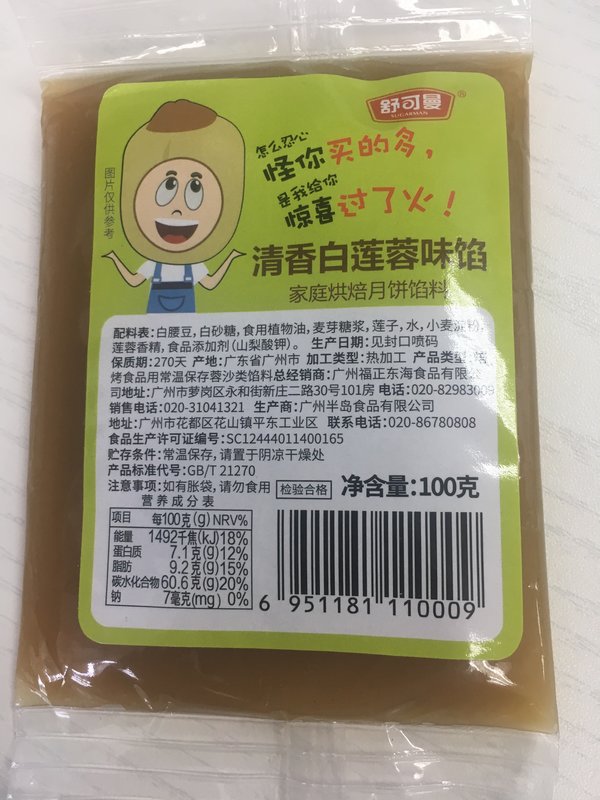 舒可曼®
SUGARMAN
怎么忍心
怪你买的多，
是我给你
惊喜过了火！
图片仅供参考
清香白莲蓉味馅
家庭烘焙月饼馅料
配料表:白腰豆,白砂糖,食用植物油,麦芽糖浆,莲子,水,小麦淀粉,
莲蓉香精,食品添加剂(山梨酸钾)。 生产日期:见封口喷码
保质期:270天 产地:广东省广州市 加工类型:热加工 产品类型:
烤食品用常温保存蓉沙类馅料总经销商:广州福正东海食品有限公
司地址:广州市萝岗区永和街新庄二路30号101房 电话:020-82983009
销售电话:020-31041321 生产商:广州半岛食品有限公司
地址:广州市花都区花山镇平东工业区 联系电话:020-86780808
食品生产许可证编号:SC12444011400165
贮存条件:常温保存,请置于阴凉干燥处
产品标准代号:GB/T 21270
注意事项:如有胀袋,请勿食用 检验合格 净含量:100克
营养成分表
项目 每100克(g) NRV%
能量 1492千焦(kJ) 18%
蛋白质 7.1克(g) 12%
脂肪 9.2克(g) 15%
碳水化合物 60.6克(g) 20%
钠 7毫克(mg) 0%
6 951181 110009